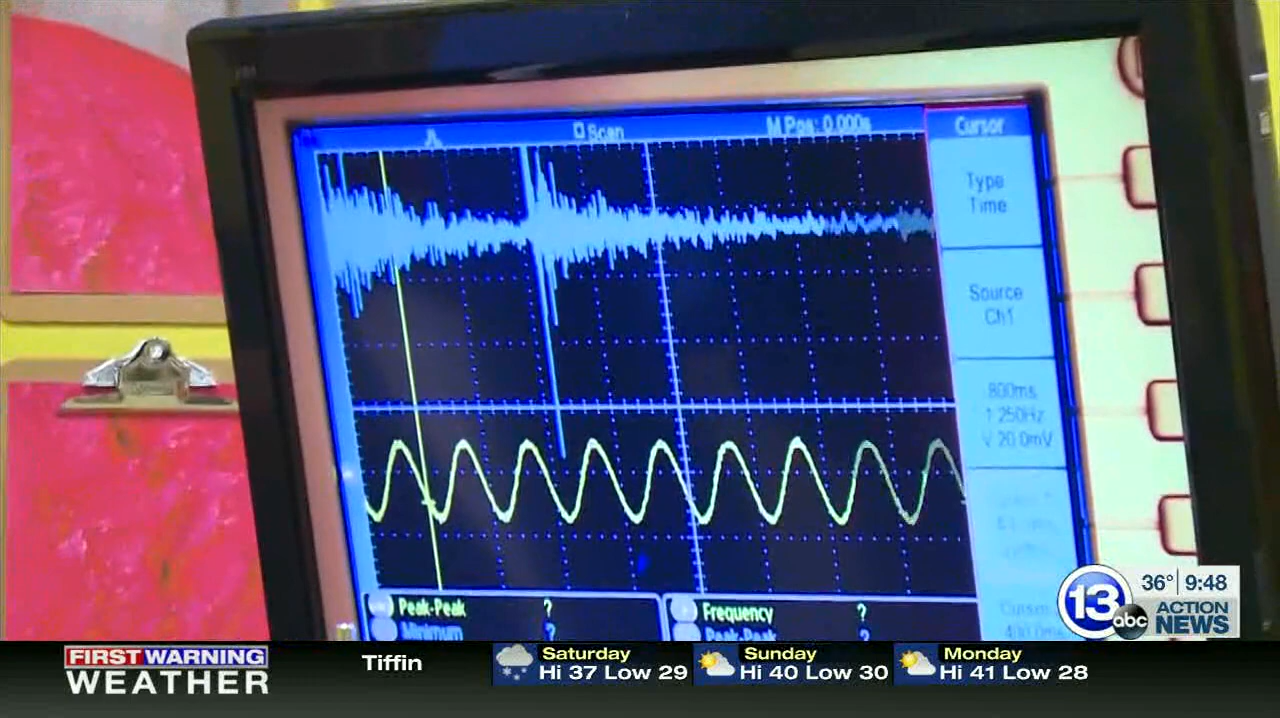 Scan
M Pos: 0.000s
Cursor
Type
Time
Source
Ch1
800ms
1.250Hz
V 20.0mV
Peak-Peak ?
Minimum ?
Frequency ?
Peak-Peak ?
13
abc
36° 9:48
ACTION
NEWS
FIRST WARNING
WEATHER
Tiffin
Saturday
Hi 37 Low 29
Sunday
Hi 40 Low 30
Monday
Hi 41 Low 28